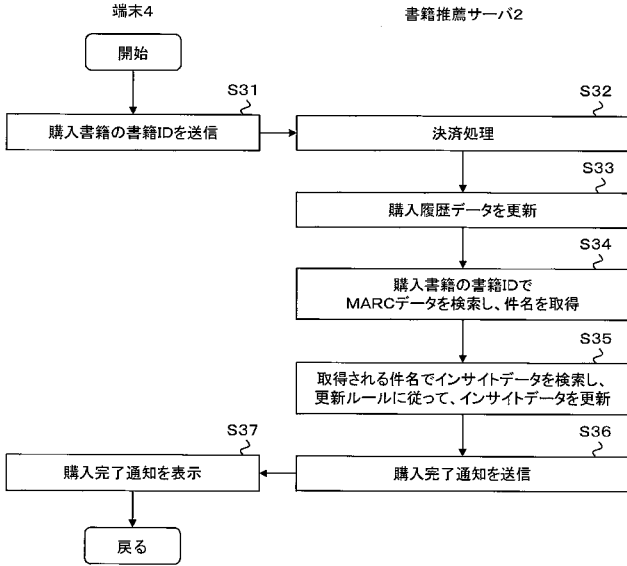 端末4
書籍推薦サーバ2
開始
S31
購入書籍の書籍IDを送信
S32
決済処理
S33
購入履歴データを更新
S34
購入書籍の書籍IDで
MARCデータを検索し、件名を取得
S35
取得される件名でインサイトデータを検索し、
更新ルールに従って、インサイトデータを更新
S36
購入完了通知を送信
S37
購入完了通知を表示
戻る